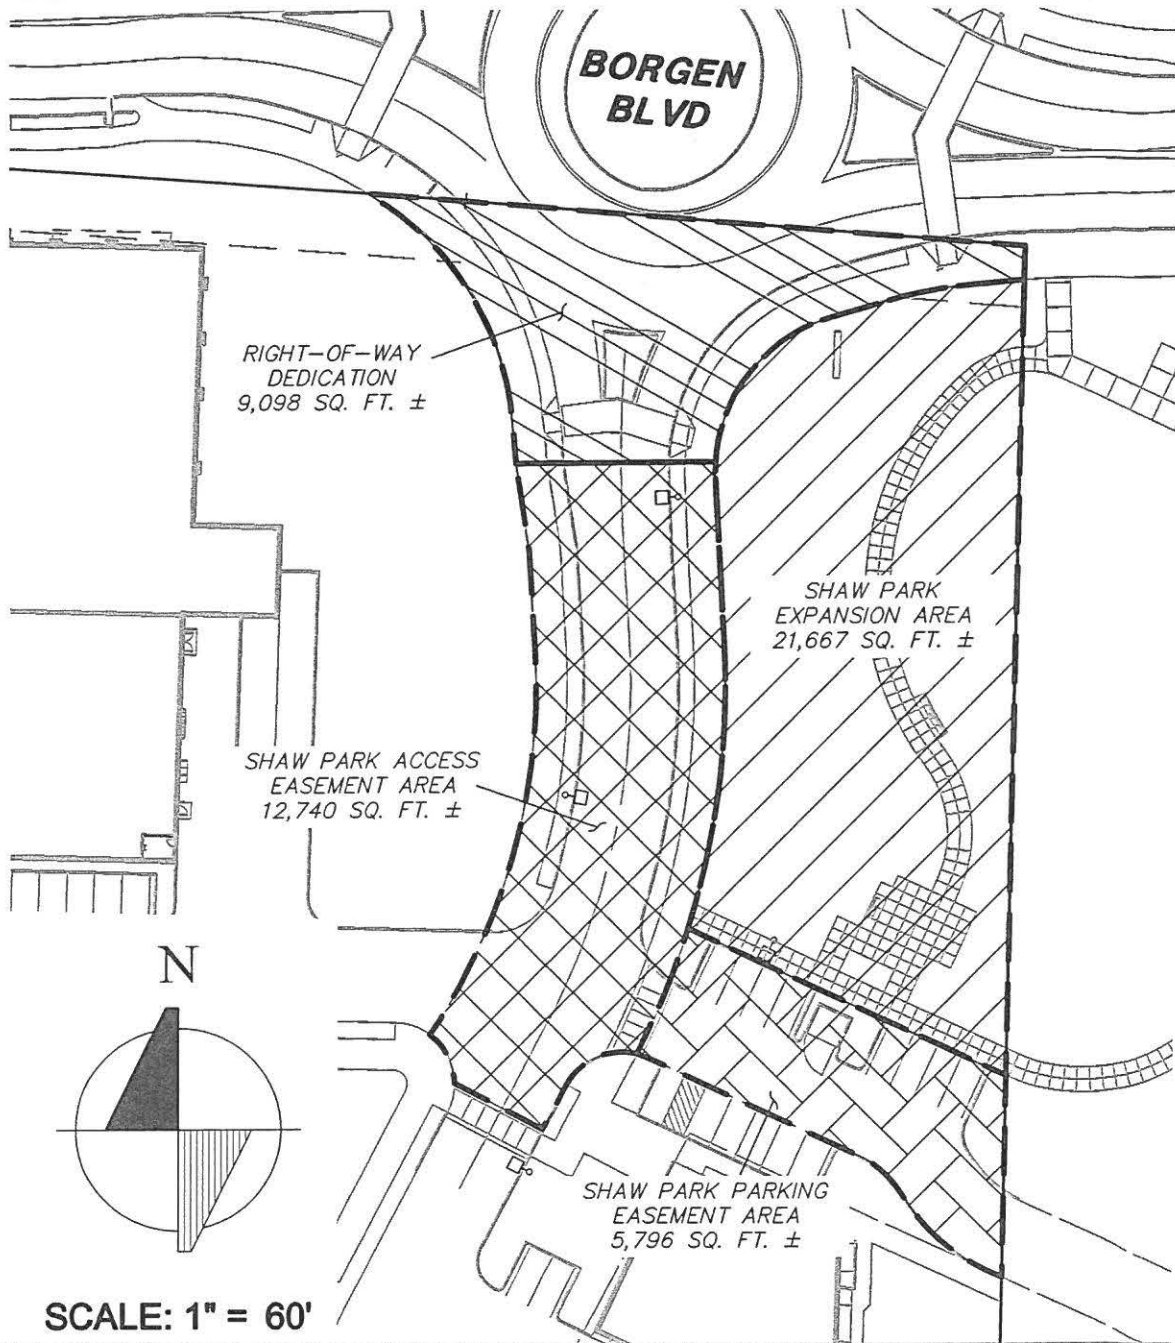 BORGEN
BLVD
RIGHT-OF-WAY
DEDICATION
9,098 SQ. FT. ±
SHAW PARK
EXPANSION AREA
21,667 SQ. FT. ±
SHAW PARK ACCESS
EASEMENT AREA
12,740 SQ. FT. ±
N
SHAW PARK PARKING
EASEMENT AREA
5,796 SQ. FT. ±
SCALE: 1" = 60'